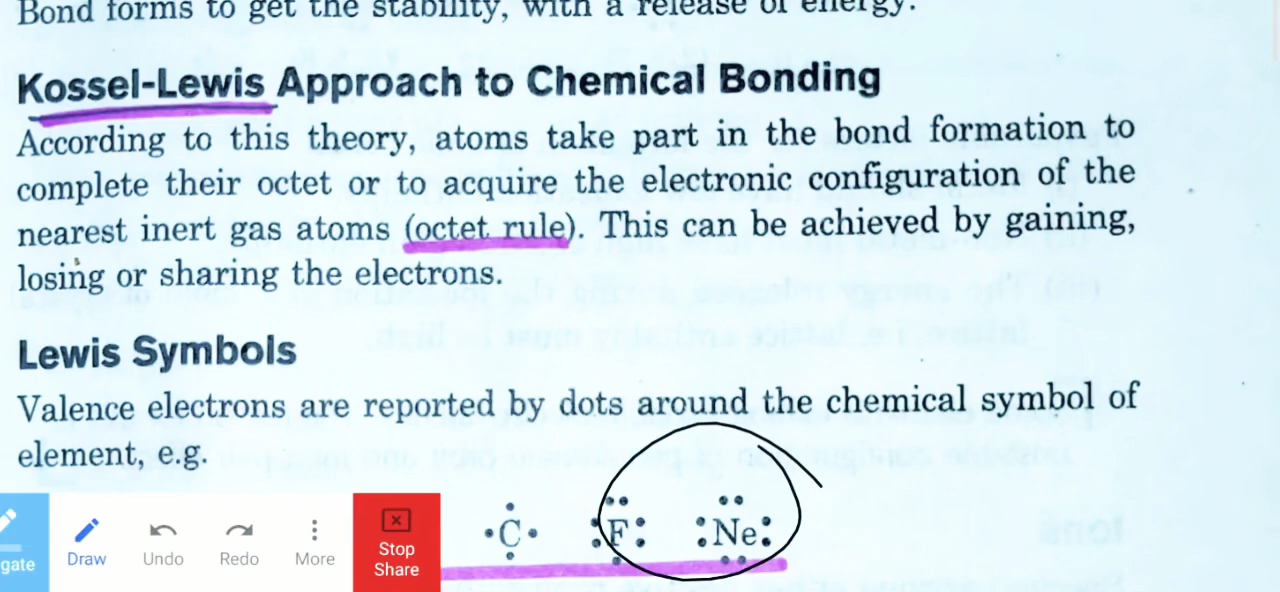 Bond forms to get the stability, with a release of energy.
Kossel-Lewis Approach to Chemical Bonding
According to this theory, atoms take part in the bond formation to
complete their octet or to acquire the electronic configuration of the
nearest inert gas atoms (octet rule). This can be achieved by gaining,
losing or sharing the electrons.
Lewis Symbols
Valence electrons are reported by dots around the chemical symbol of
element, e.g.
C F Ne
gate Draw Undo Redo More Stop
Share